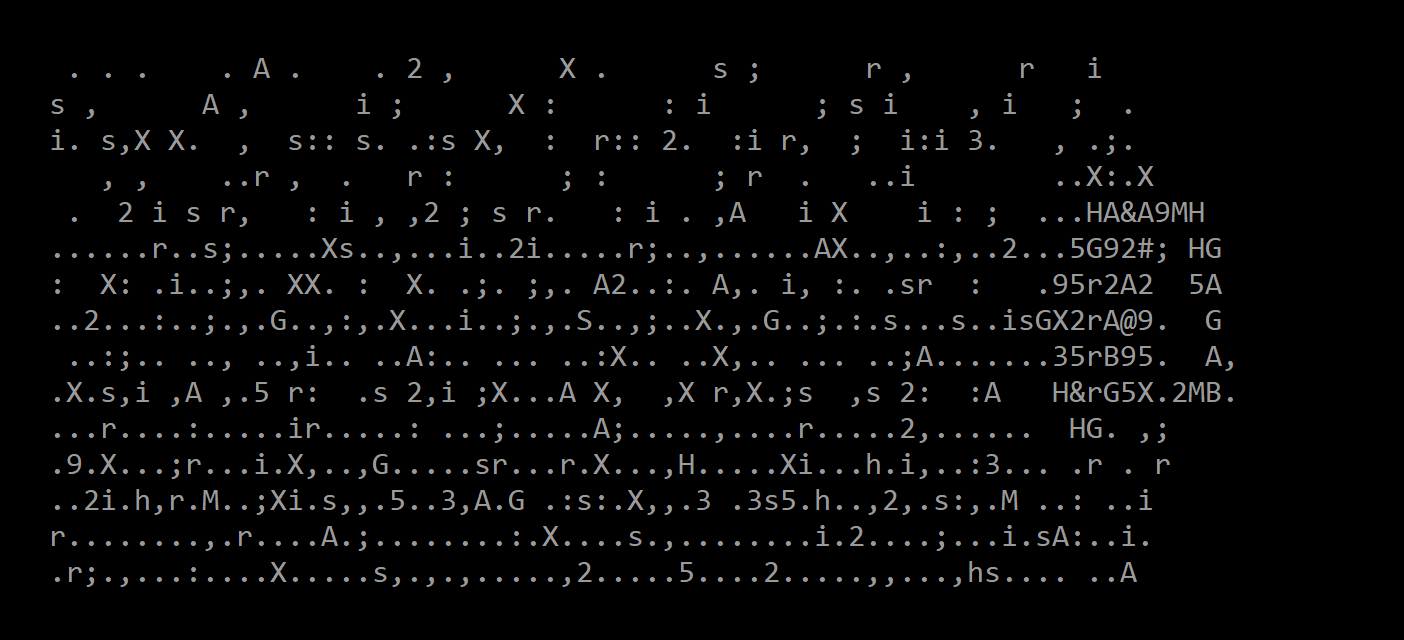 . . .    . A .    . 2 ,      X .      s ;      r ,      r   i
s ,      A ,      i ;      X :      : i      ; s i    , i   ;  .
i. s,X X.  ,  s:: s. .:s X,  :  r:: 2.  :i r,  ;  i:i 3.   , .;.
, ,    ..r ,  .   r :      ; :      ; r  .   ..i        ..X:.X
.  2 i s r,   : i , ,2 ; s r.   : i . ,A   i X    i : ;  ...HA&A9MH
......r..s;.....Xs..,...i..2i.....r;..,......AX..,..:,..2...5G92#; HG
:  X: .i..;,. XX. :  X. .;. ;,. A2..:. A,. i, :. .sr  :   .95r2A2  5A
..2...:..;.,.G..,:,.X...i..;.,.S..,;..X.,.G..;.:.s...s..isGX2rA@9.  G
..:;.. .., ..,i.. ..A:.. ... ..:X.. ..X,.. ... ..;A.......35rB95.  A,
.X.s,i ,A ,.5 r:  .s 2,i ;X...A X,  ,X r,X.;s  ,s 2:  :A   H&rG5X.2MB.
...r....:.....ir.....: ...;.....A;.....,....r.....2,......  HG. ,;
.9.X...;r...i.X,..,G.....sr...r.X...,H.....Xi...h.i,..:3... .r . r
..2i.h,r.M..;Xi.s,,.5..3,A.G .:s:.X,,.3 .3s5.h..,2,.s:,.M ..: ..i
r........,.r....A.;........:.X....s.,........i.2....;...i.sA:..i.
.r;.,...:....X.....s,.,.,.....,2.....5....2.....,,...,hs.... ..A